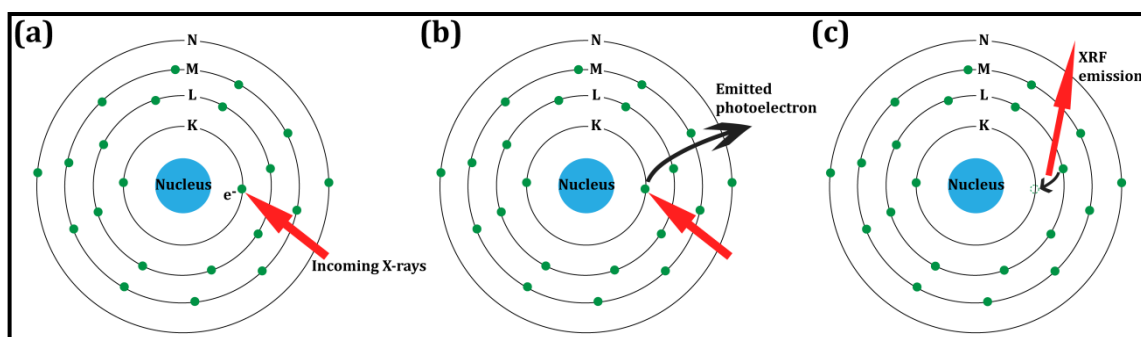 (a)
N
M
L
K
Nucleus
e-
Incoming X-rays
(b)
N
M
L
K
Nucleus
Emitted
photoelectron
(c)
N
M
L
K
Nucleus
XRF
emission